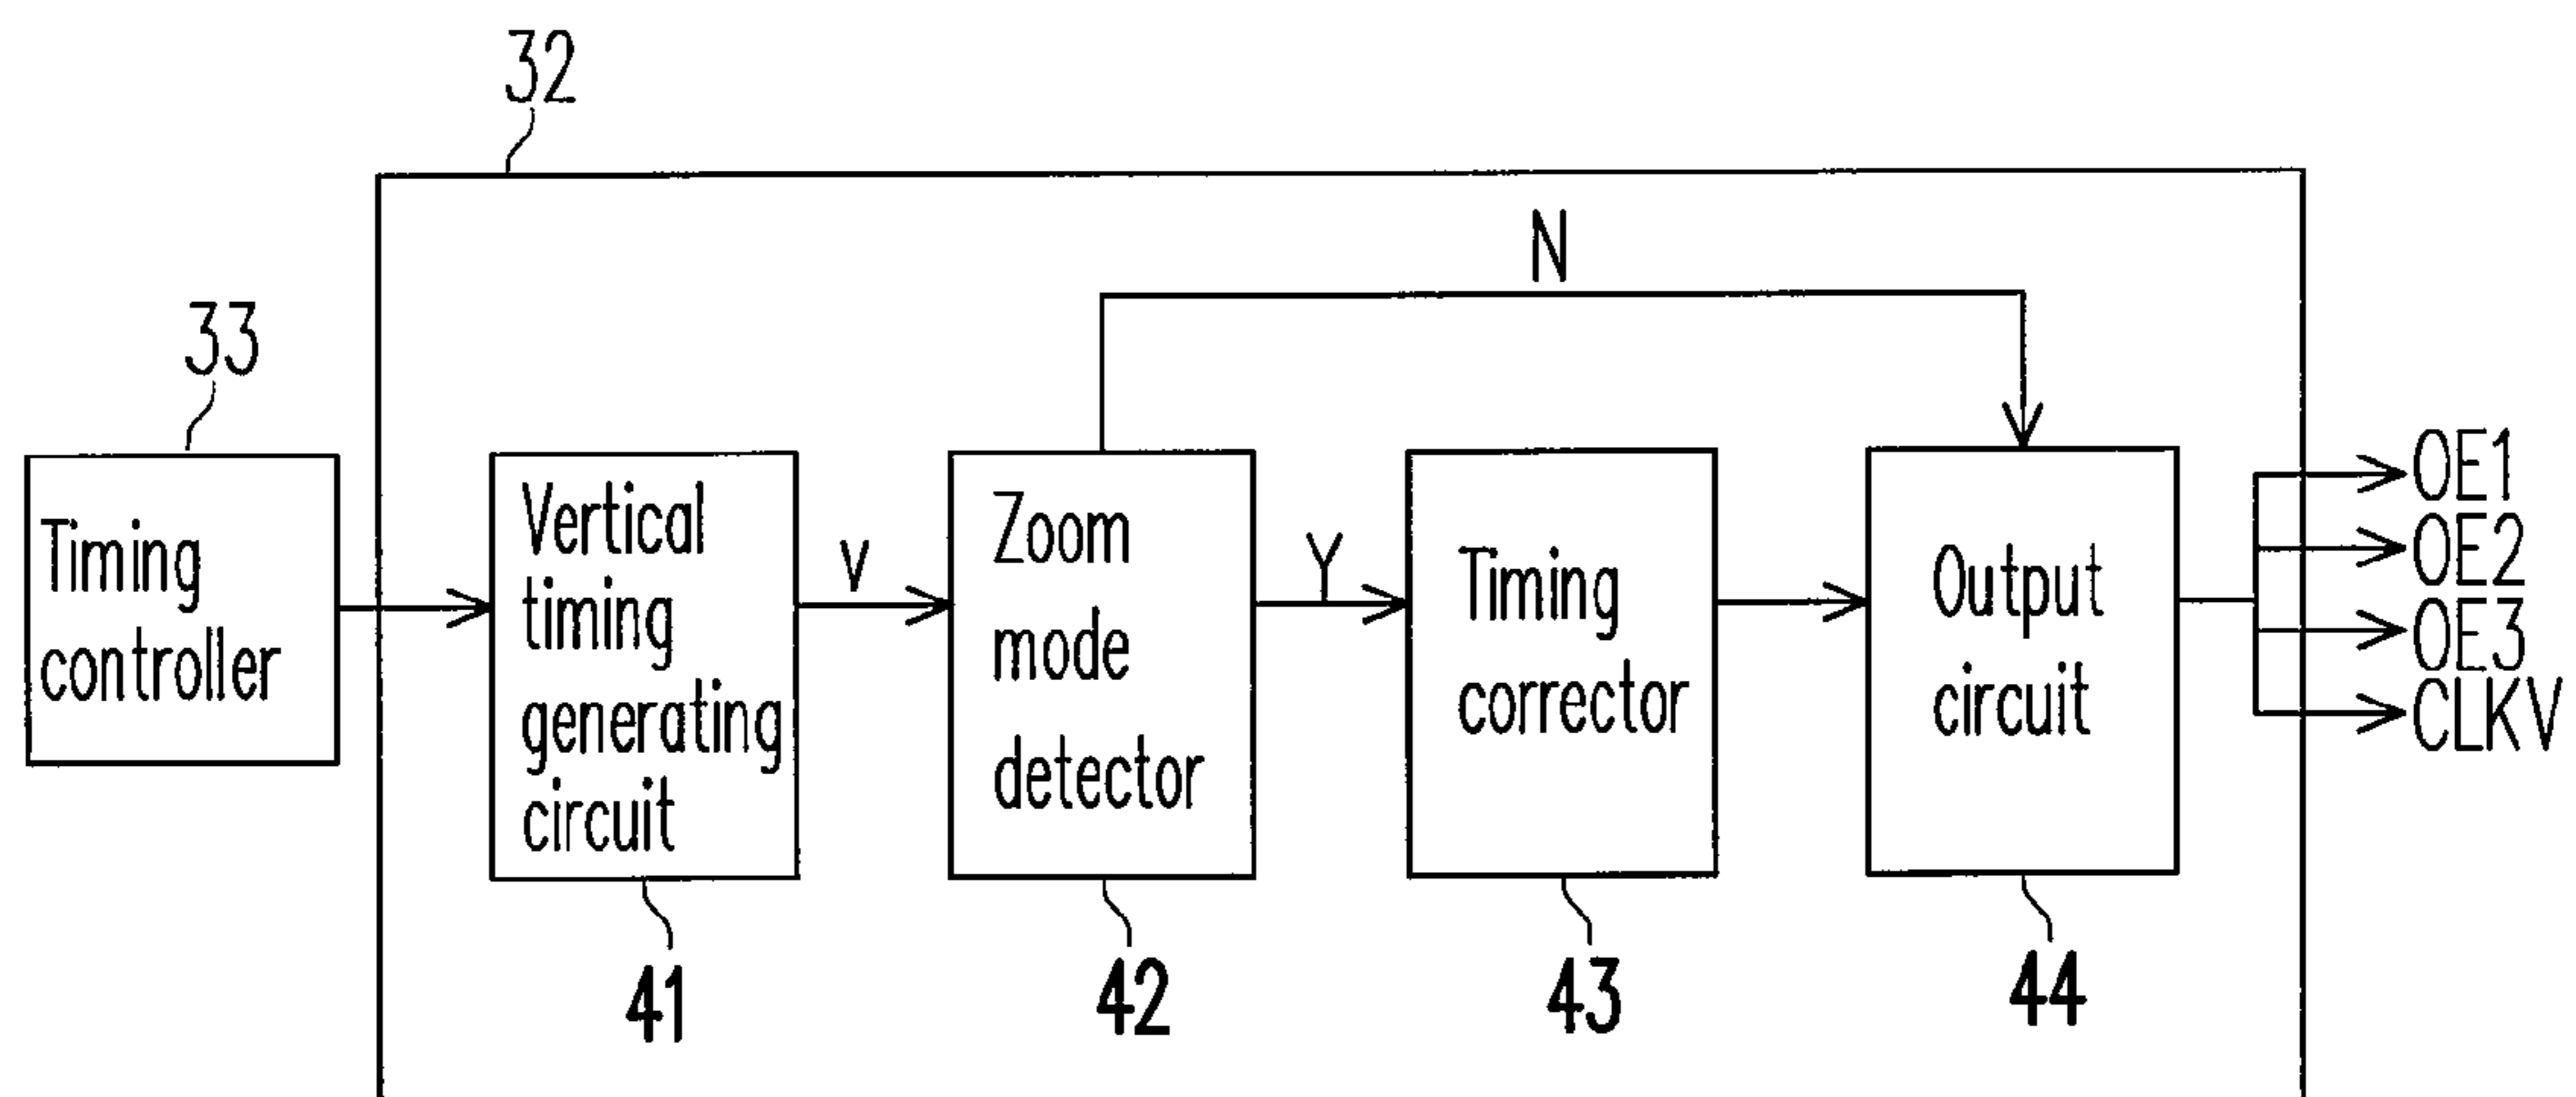 32
N
33
Timing
controller
Vertical
timing
generating
circuit
V
Zoom
mode
detector
Y
Timing
corrector
Output
circuit
OE1
OE2
OE3
CLKV
41
42
43
44